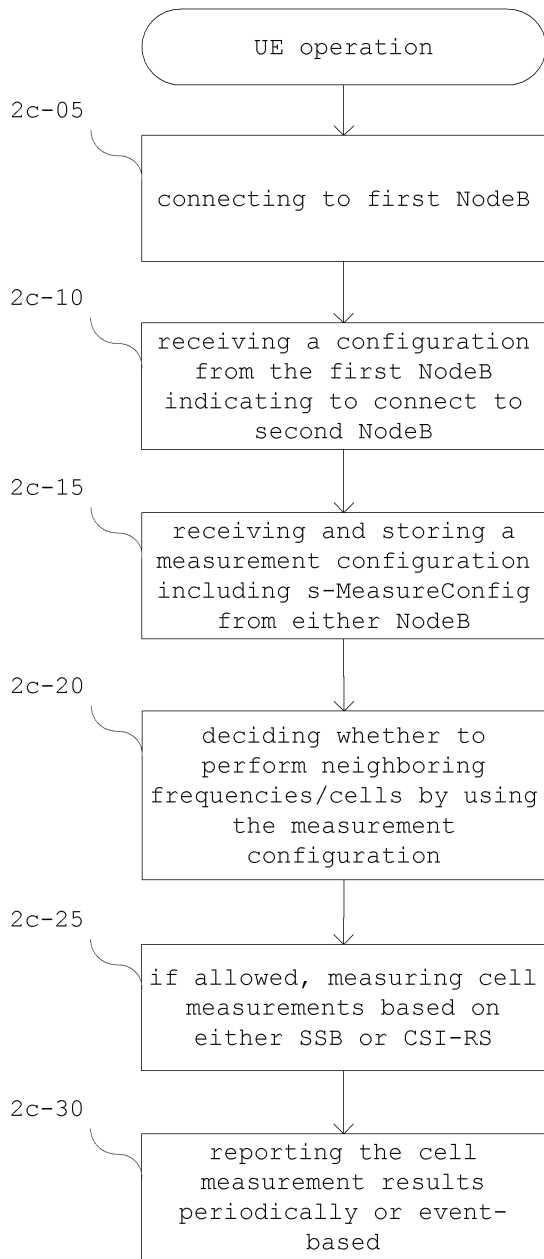 UE operation
2c-05
connecting to first NodeB
2c-10
receiving a configuration
from the first NodeB
indicating to connect to
second NodeB
2c-15
receiving and storing a
measurement configuration
including s-MeasureConfig
from either NodeB
2c-20
deciding whether to
perform neighboring
frequencies/cells by using
the measurement
configuration
2c-25
if allowed, measuring cell
measurements based on
either SSB or CSI-RS
2c-30
reporting the cell
measurement results
periodically or event-
based